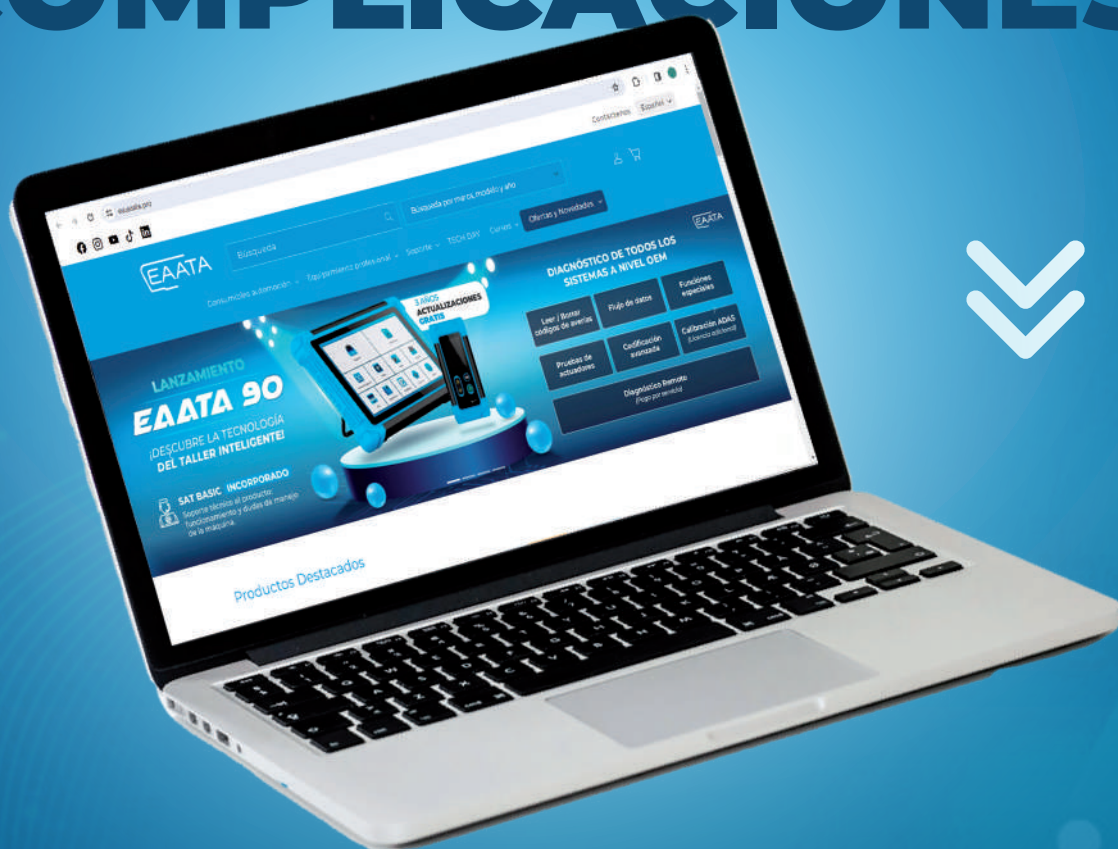 COMPLICACIONES
Contáctenos
Español
EAATA
Búsqueda
Búsqueda por marca, modelo y año
Consumibles automoción
Equipamiento profesional
Soporte
TECH DAY
Cursos
Ofertas y Novedades
LANZAMIENTO
EAATA 90
¡DESCUBRE LA TECNOLOGÍA
DEL TALLER INTELIGENTE!
SAT BASIC INCORPORADO
Soporte técnico al producto:
funcionamiento y dudas de manejo
de la máquina.
3 AÑOS
ACTUALIZACIONES
GRATIS
EAATA
DIAGNÓSTICO DE TODOS LOS
SISTEMAS A NIVEL OEM
Leer / Borrar
códigos de averías
Flujo de datos
Funciones
especiales
Pruebas de
actuadores
Codificación
avanzada
Calibración ADAS
(Licencia adicional)
Diagnóstico Remoto
(Pago por servicio)
Productos Destacados